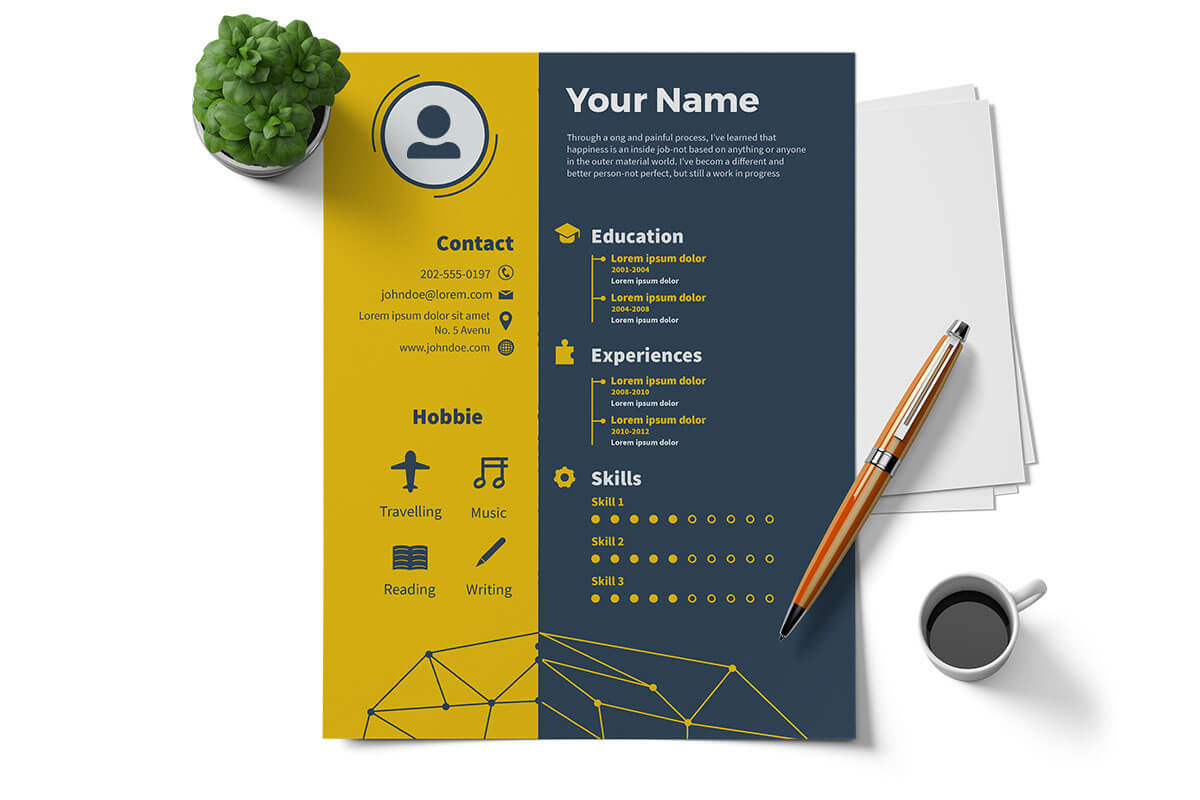 Your Name
Through a ong and painful process, I've learned that
happiness is an inside job-not based on anything or anyone
in the outer material world. I've becom a different and
better person-not perfect, but still a work in progress
Contact
202-555-0197
johndoe@lorem.com
Lorem ipsum dolor sit amet
No. 5 Avenu
www.johndoe.com
Hobbie
Travelling
Music
Reading
Writing
Education
Lorem ipsum dolor
2001-2004
Lorem ipsum dolor
Lorem ipsum dolor
2004-2008
Lorem ipsum dolor
Experiences
Lorem ipsum dolor
2008-2010
Lorem ipsum dolor
Lorem ipsum dolor
2010-2012
Lorem ipsum dolor
Skills
Skill 1
Skill 2
Skill 3